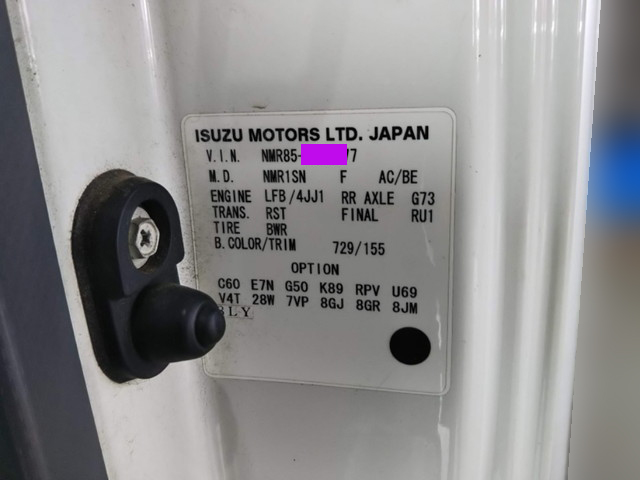 ISUZU MOTORS LTD. JAPAN
V.I.N. NMR85- 77
M.D. NMR1SN F AC/BE
ENGINE LFB/4JJ1 RR AXLE G73
TRANS. RST FINAL RU1
TIRE BWR
B.COLOR/TRIM 729/155
OPTION
C60 E7N G50 K89 RPV U69
V4T 28W 7VP 8GJ 8GR 8JM